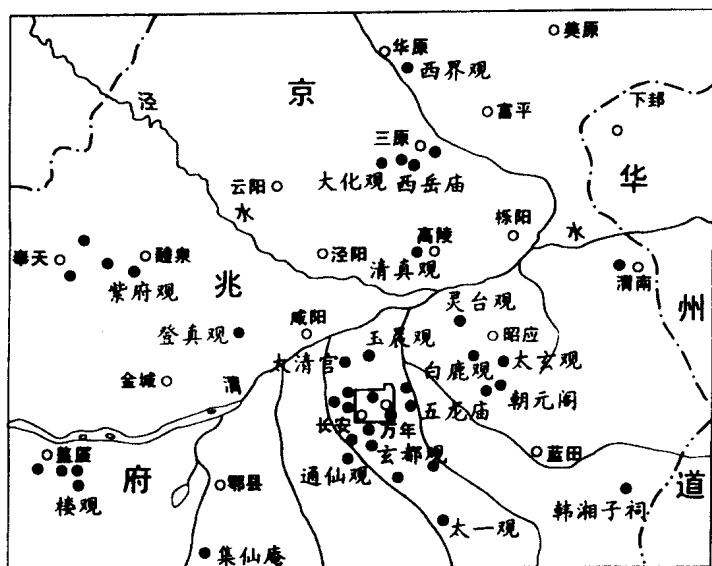 美原
华原
西界观
京
泾
下邽
富平
三原
华
大化观
西岳庙
云阳
水
栎阳
水
高陵
奉天
醴泉
泾阳
清真观
渭南
紫府观
兆
灵台观
州
咸阳
玉晨观
昭应
登真观
太清宫
白鹿观
太玄观
金城
渭
朝元阁
五龙庙
长安
万年
盩厔
玄都观
蓝田
府
鄠县
通仙观
道
楼观
韩湘子祠
太一观
集仙庵